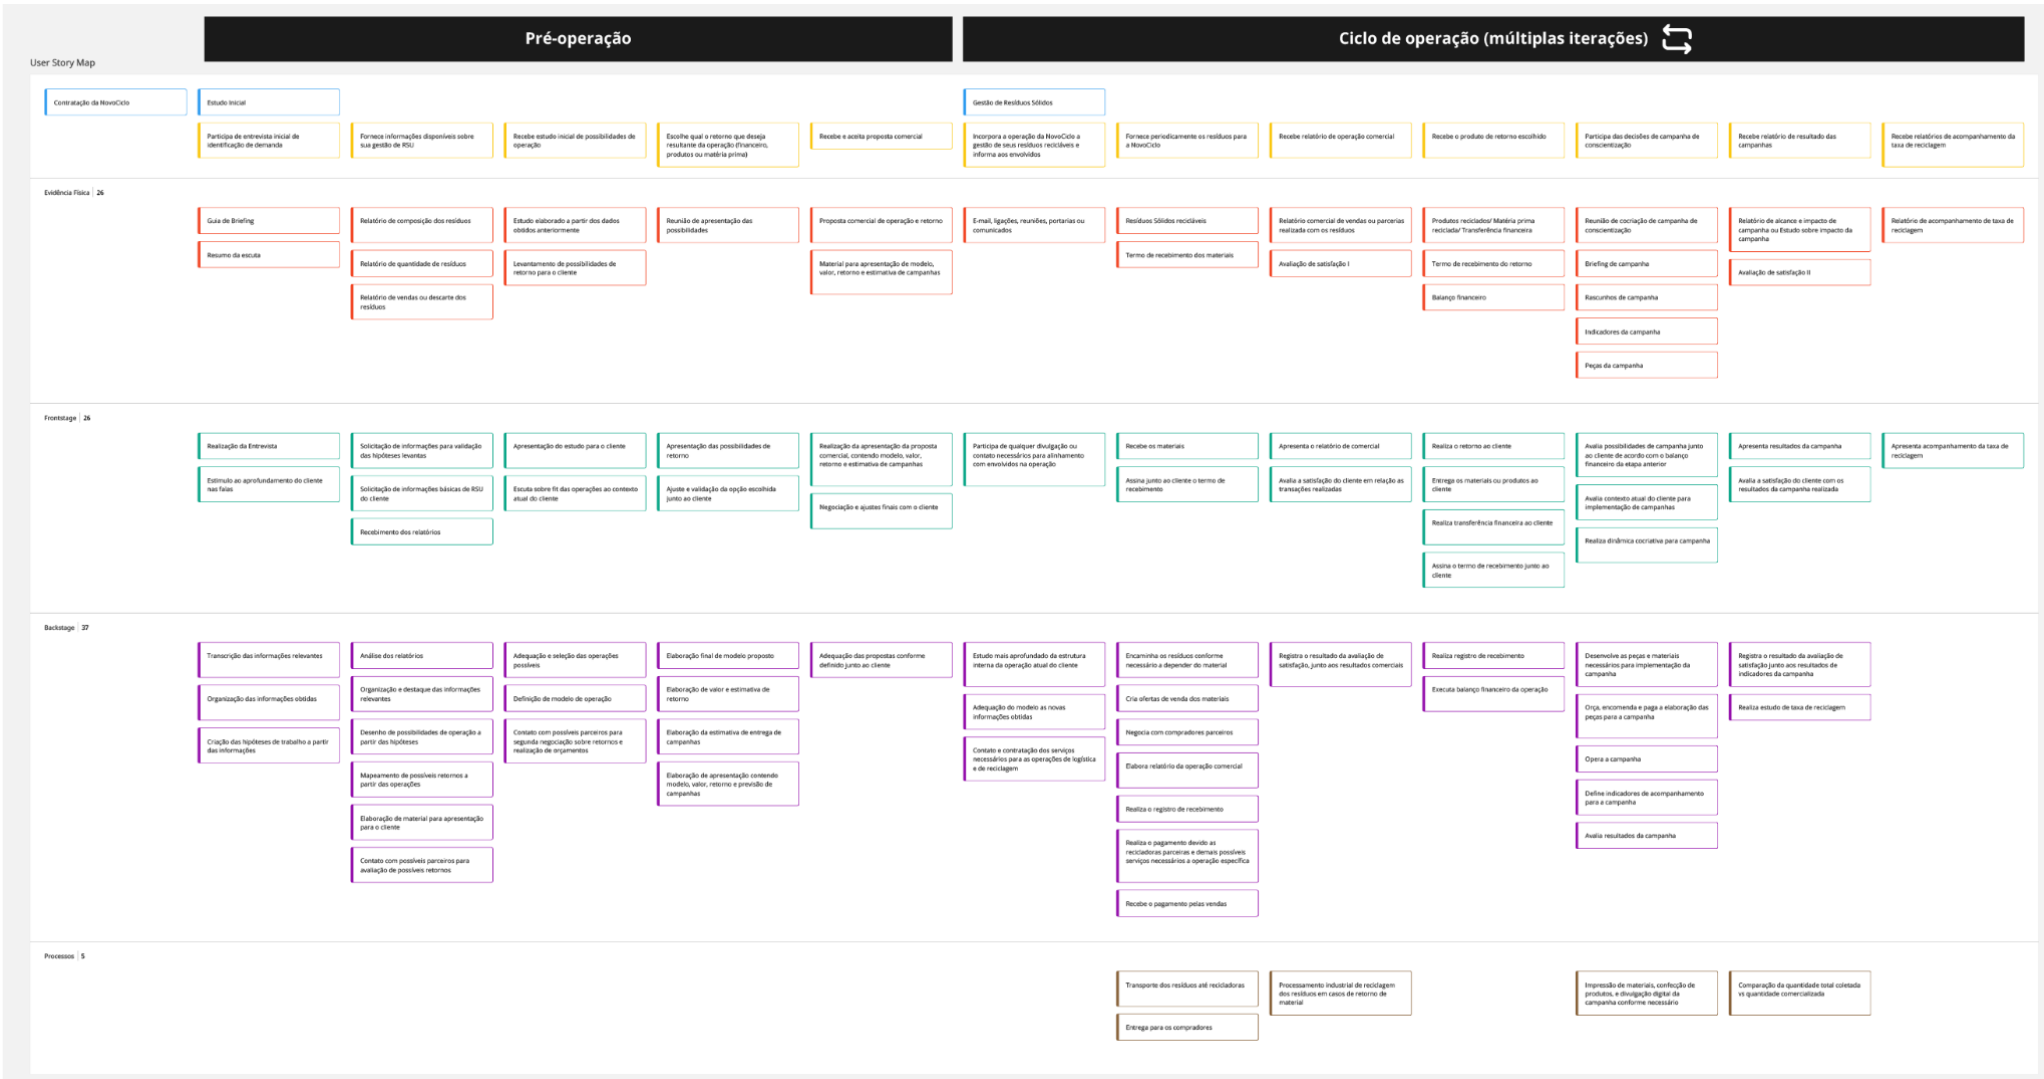 Pré-operação
Ciclo de operação (múltiplas iterações)
User Story Map
Contratação da NovoCiclo
Estudo Inicial
Gestão de Resíduos Sólidos
Participa de entrevista inicial de
identificação de demanda
Fornece informações disponíveis sobre
sua gestão de RSU
Recebe estudo inicial de possibilidades de
operação
Escolhe qual o retorno que deseja
resultante da operação (financeiro,
produtos ou matéria prima)
Recebe e aceita proposta comercial
Incorpora a operação da NovoCiclo a
gestão de seus resíduos recicláveis e
informa aos envolvidos
Fornece periodicamente os resíduos para
a NovoCiclo
Recebe relatório de operação comercial
Recebe o produto de retorno escolhido
Participa das decisões de campanha de
conscientização
Recebe relatório de resultado das
campanhas
Recebe relatórios de acompanhamento da
taxa de reciclagem
Evidência Física 26
Guia de Briefing
Resumo da escuta
Relatório de composição dos resíduos
Relatório de quantidade de resíduos
Relatório de vendas ou descarte dos
resíduos
Estudo elaborado a partir dos dados
obtidos anteriormente
Levantamento de possibilidades de
retorno para o cliente
Reunião de apresentação das
possibilidades
Proposta comercial de operação e retorno
Material para apresentação de modelo,
valor, retorno e estimativa de campanhas
E-mail, ligações, reuniões, portarias ou
comunicados
Resíduos Sólidos recicláveis
Termo de recebimento dos materiais
Relatório comercial de vendas ou parcerias
realizada com os resíduos
Avaliação de satisfação I
Produtos reciclados/ Matéria prima
reciclada/ Transferência financeira
Termo de recebimento do retorno
Balanço financeiro
Reunião de cocriação de campanha de
conscientização
Briefing de campanha
Rascunhos de campanha
Indicadores da campanha
Peças da campanha
Relatório de alcance e impacto de
campanha ou Estudo sobre impacto da
campanha
Avaliação de satisfação II
Relatório de acompanhamento de taxa de
reciclagem
Frontstage 26
Realização da Entrevista
Estímulo ao aprofundamento do cliente
nas falas
Solicitação de informações para validação
das hipóteses levantas
Solicitação de informações básicas de RSU
do cliente
Recebimento dos relatórios
Apresentação do estudo para o cliente
Escuta sobre fit das operações ao contexto
atual do cliente
Apresentação das possibilidades de
retorno
Ajuste e validação da opção escolhida
junto ao cliente
Realização da apresentação da proposta
comercial, contendo modelo, valor,
retorno e estimativa de campanhas
Negociação e ajustes finais com o cliente
Participa de qualquer divulgação ou
contato necessários para alinhamento
com envolvidos na operação
Recebe os materiais
Assina junto ao cliente o termo de
recebimento
Apresenta o relatório de comercial
Avalia a satisfação do cliente em relação as
transações realizadas
Realiza o retorno ao cliente
Entrega os materiais ou produtos ao
cliente
Realiza transferência financeira ao cliente
Assina o termo de recebimento junto ao
cliente
Avalia possibilidades de campanha junto
ao cliente de acordo com o balanço
financeiro da etapa anterior
Avalia contexto atual do cliente para
implementação de campanhas
Realiza dinâmica cocriativa para campanha
Apresenta resultados da campanha
Avalia a satisfação do cliente com os
resultados da campanha realizada
Apresenta acompanhamento da taxa de
reciclagem
Backstage 37
Transcrição das informações relevantes
Organização das informações obtidas
Criação das hipóteses de trabalho a partir
das informações
Análise dos relatórios
Organização e destaque das informações
relevantes
Desenho de possibilidades de operação a
partir das hipóteses
Mapeamento de possíveis retornos a
partir das operações
Elaboração de material para apresentação
para o cliente
Contato com possíveis parceiros para
avaliação de possíveis retornos
Adequação e seleção das operações
possíveis
Definição de modelo de operação
Contato com possíveis parceiros para
segunda negociação sobre retornos e
realização de orçamentos
Elaboração final de modelo proposto
Elaboração de valor e estimativa de
retorno
Elaboração da estimativa de entrega de
campanhas
Elaboração de apresentação contendo
modelo, valor, retorno e previsão de
campanhas
Adequação das propostas conforme
definido junto ao cliente
Estudo mais aprofundado da estrutura
interna da operação atual do cliente
Adequação do modelo as novas
informações obtidas
Contato e contratação dos serviços
necessários para as operações de logística
e de reciclagem
Encaminha os resíduos conforme
necessário a depender do material
Cria ofertas de venda dos materiais
Negocia com compradores parceiros
Elabora relatório da operação comercial
Realiza o registro de recebimento
Realiza o pagamento devido as
recicladoras parceiras e demais possíveis
serviços necessários a operação específica
Recebe o pagamento pelas vendas
Registra o resultado da avaliação de
satisfação, junto aos resultados comerciais
Realiza registro de recebimento
Executa balanço financeiro da operação
Desenvolve as peças e materiais
necessários para implementação da
campanha
Orça, encomenda e paga a elaboração das
peças para a campanha
Opera a campanha
Define indicadores de acompanhamento
para a campanha
Avalia resultados da campanha
Registra o resultado da avaliação de
satisfação junto aos resultados de
indicadores da campanha
Realiza estudo de taxa de reciclagem
Processos 5
Transporte dos resíduos até recicladoras
Entrega para os compradores
Processamento industrial de reciclagem
dos resíduos em casos de retorno de
material
Impressão de materiais, confecção de
produtos, e divulgação digital da
campanha conforme necessário
Comparação da quantidade total coletada
vs quantidade comercializada